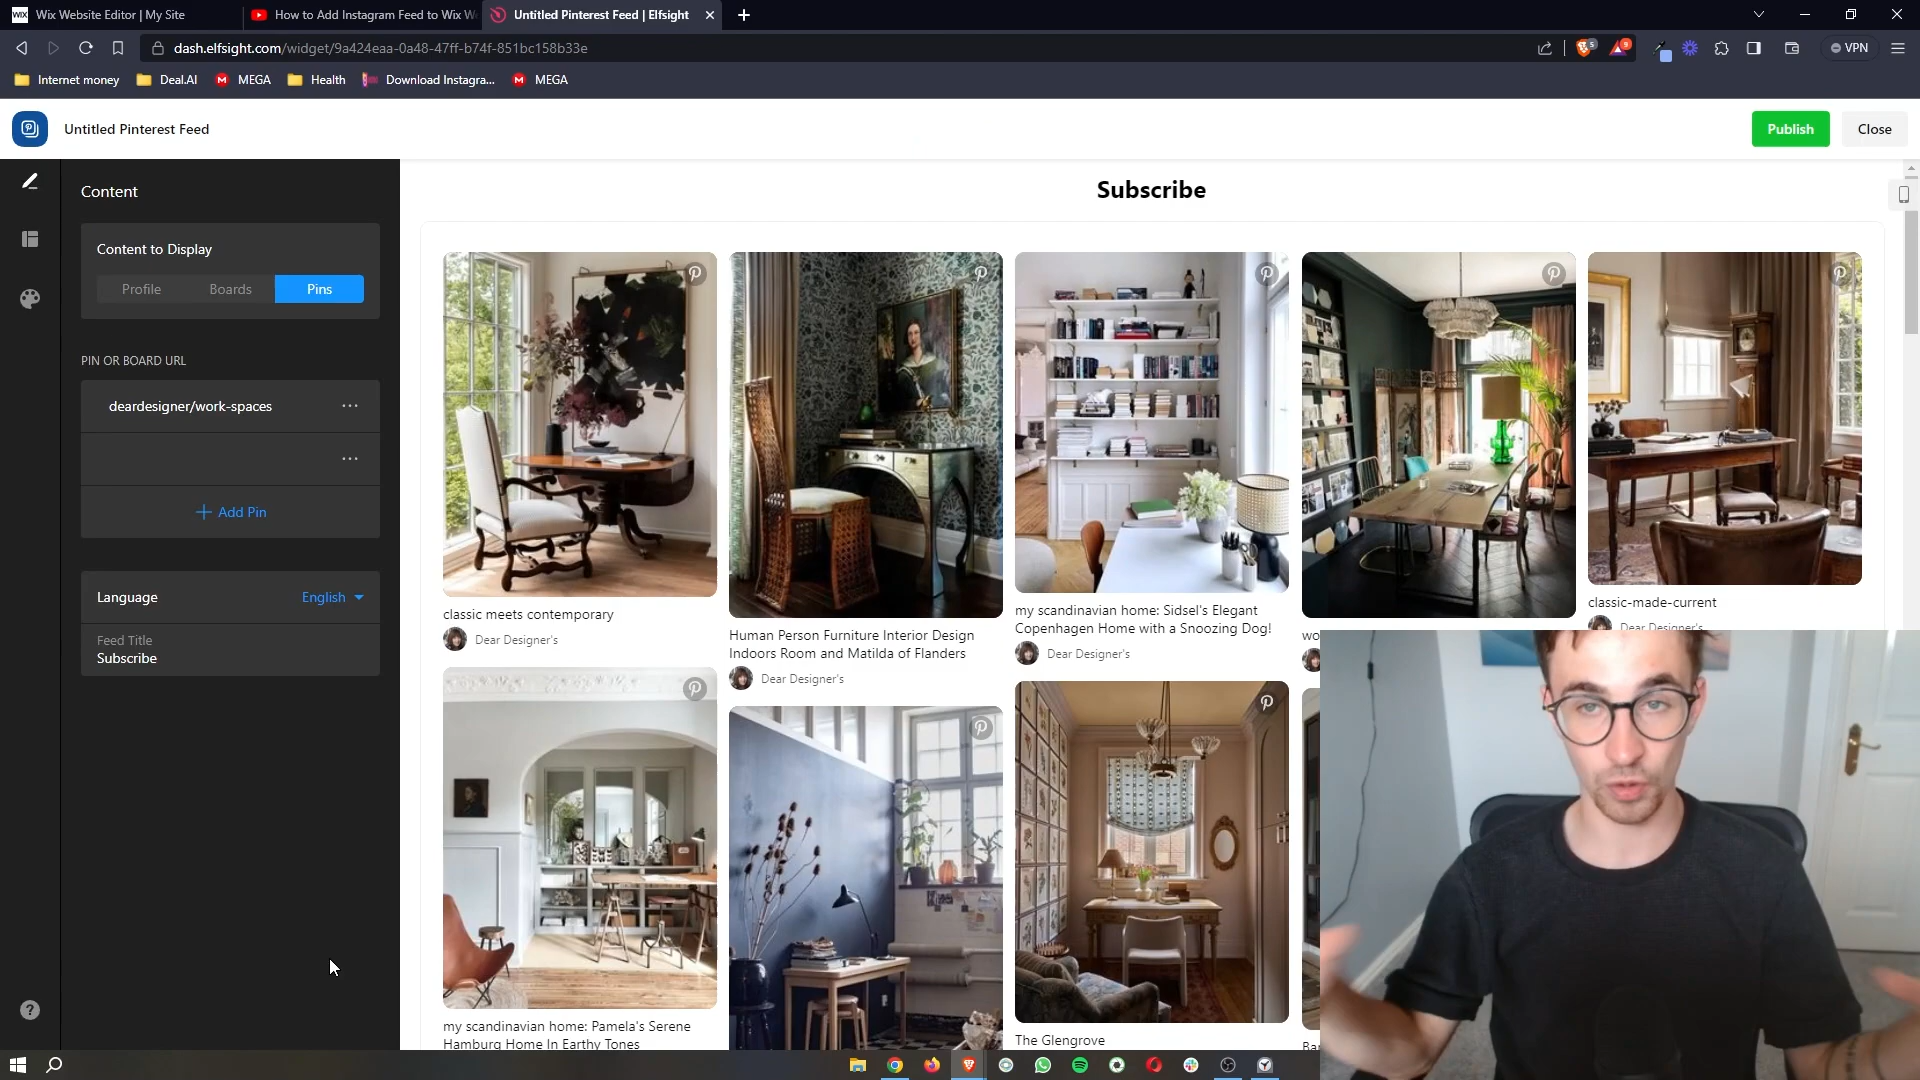 WIX Wix Website Editor | My Site
How to Add Instagram Feed to Wix W
Untitled Pinterest Feed | Elfsight
dash.elfsight.com/widget/9a424eaa-0a48-47ff-b74f-851bc158b33e
VPN
Internet money
Deal.AI
MEGA
Health
Download Instagra...
MEGA
Untitled Pinterest Feed
Publish
Close
Content
Content to Display
Profile
Boards
Pins
PIN OR BOARD URL
deardesigner/work-spaces
Add Pin
Language
English
Feed Title
Subscribe
Subscribe
classic meets contemporary
Dear Designer's
Human Person Furniture Interior Design
Indoors Room and Matilda of Flanders
Dear Designer's
my scandinavian home: Sidsel's Elegant
Copenhagen Home with a Snoozing Dog!
Dear Designer's
wo
classic-made-current
Dear Designer's
my scandinavian home: Pamela's Serene
Hamburg Home In Earthy Tones
The Glengrove